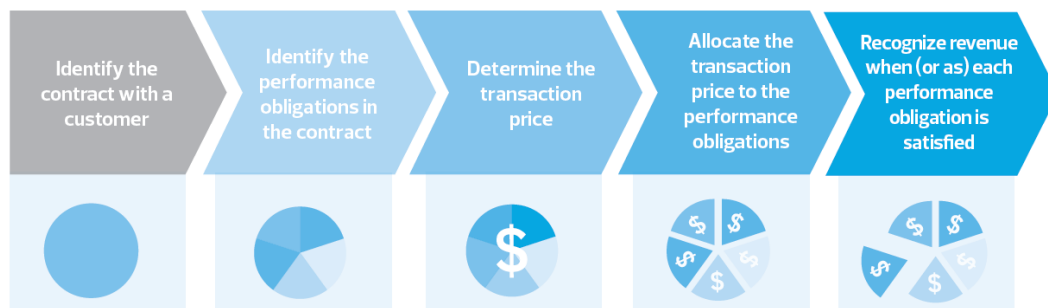 Identify the
contract with a
customer
Identify the
performance
obligations in
the contract
Determine the
transaction
price
Allocate the
transaction
price to the
performance
obligations
Recognize revenue
when (or as) each
performance
obligation is
satisfied
$
$
$
$
$
$
$
$
$
$
$